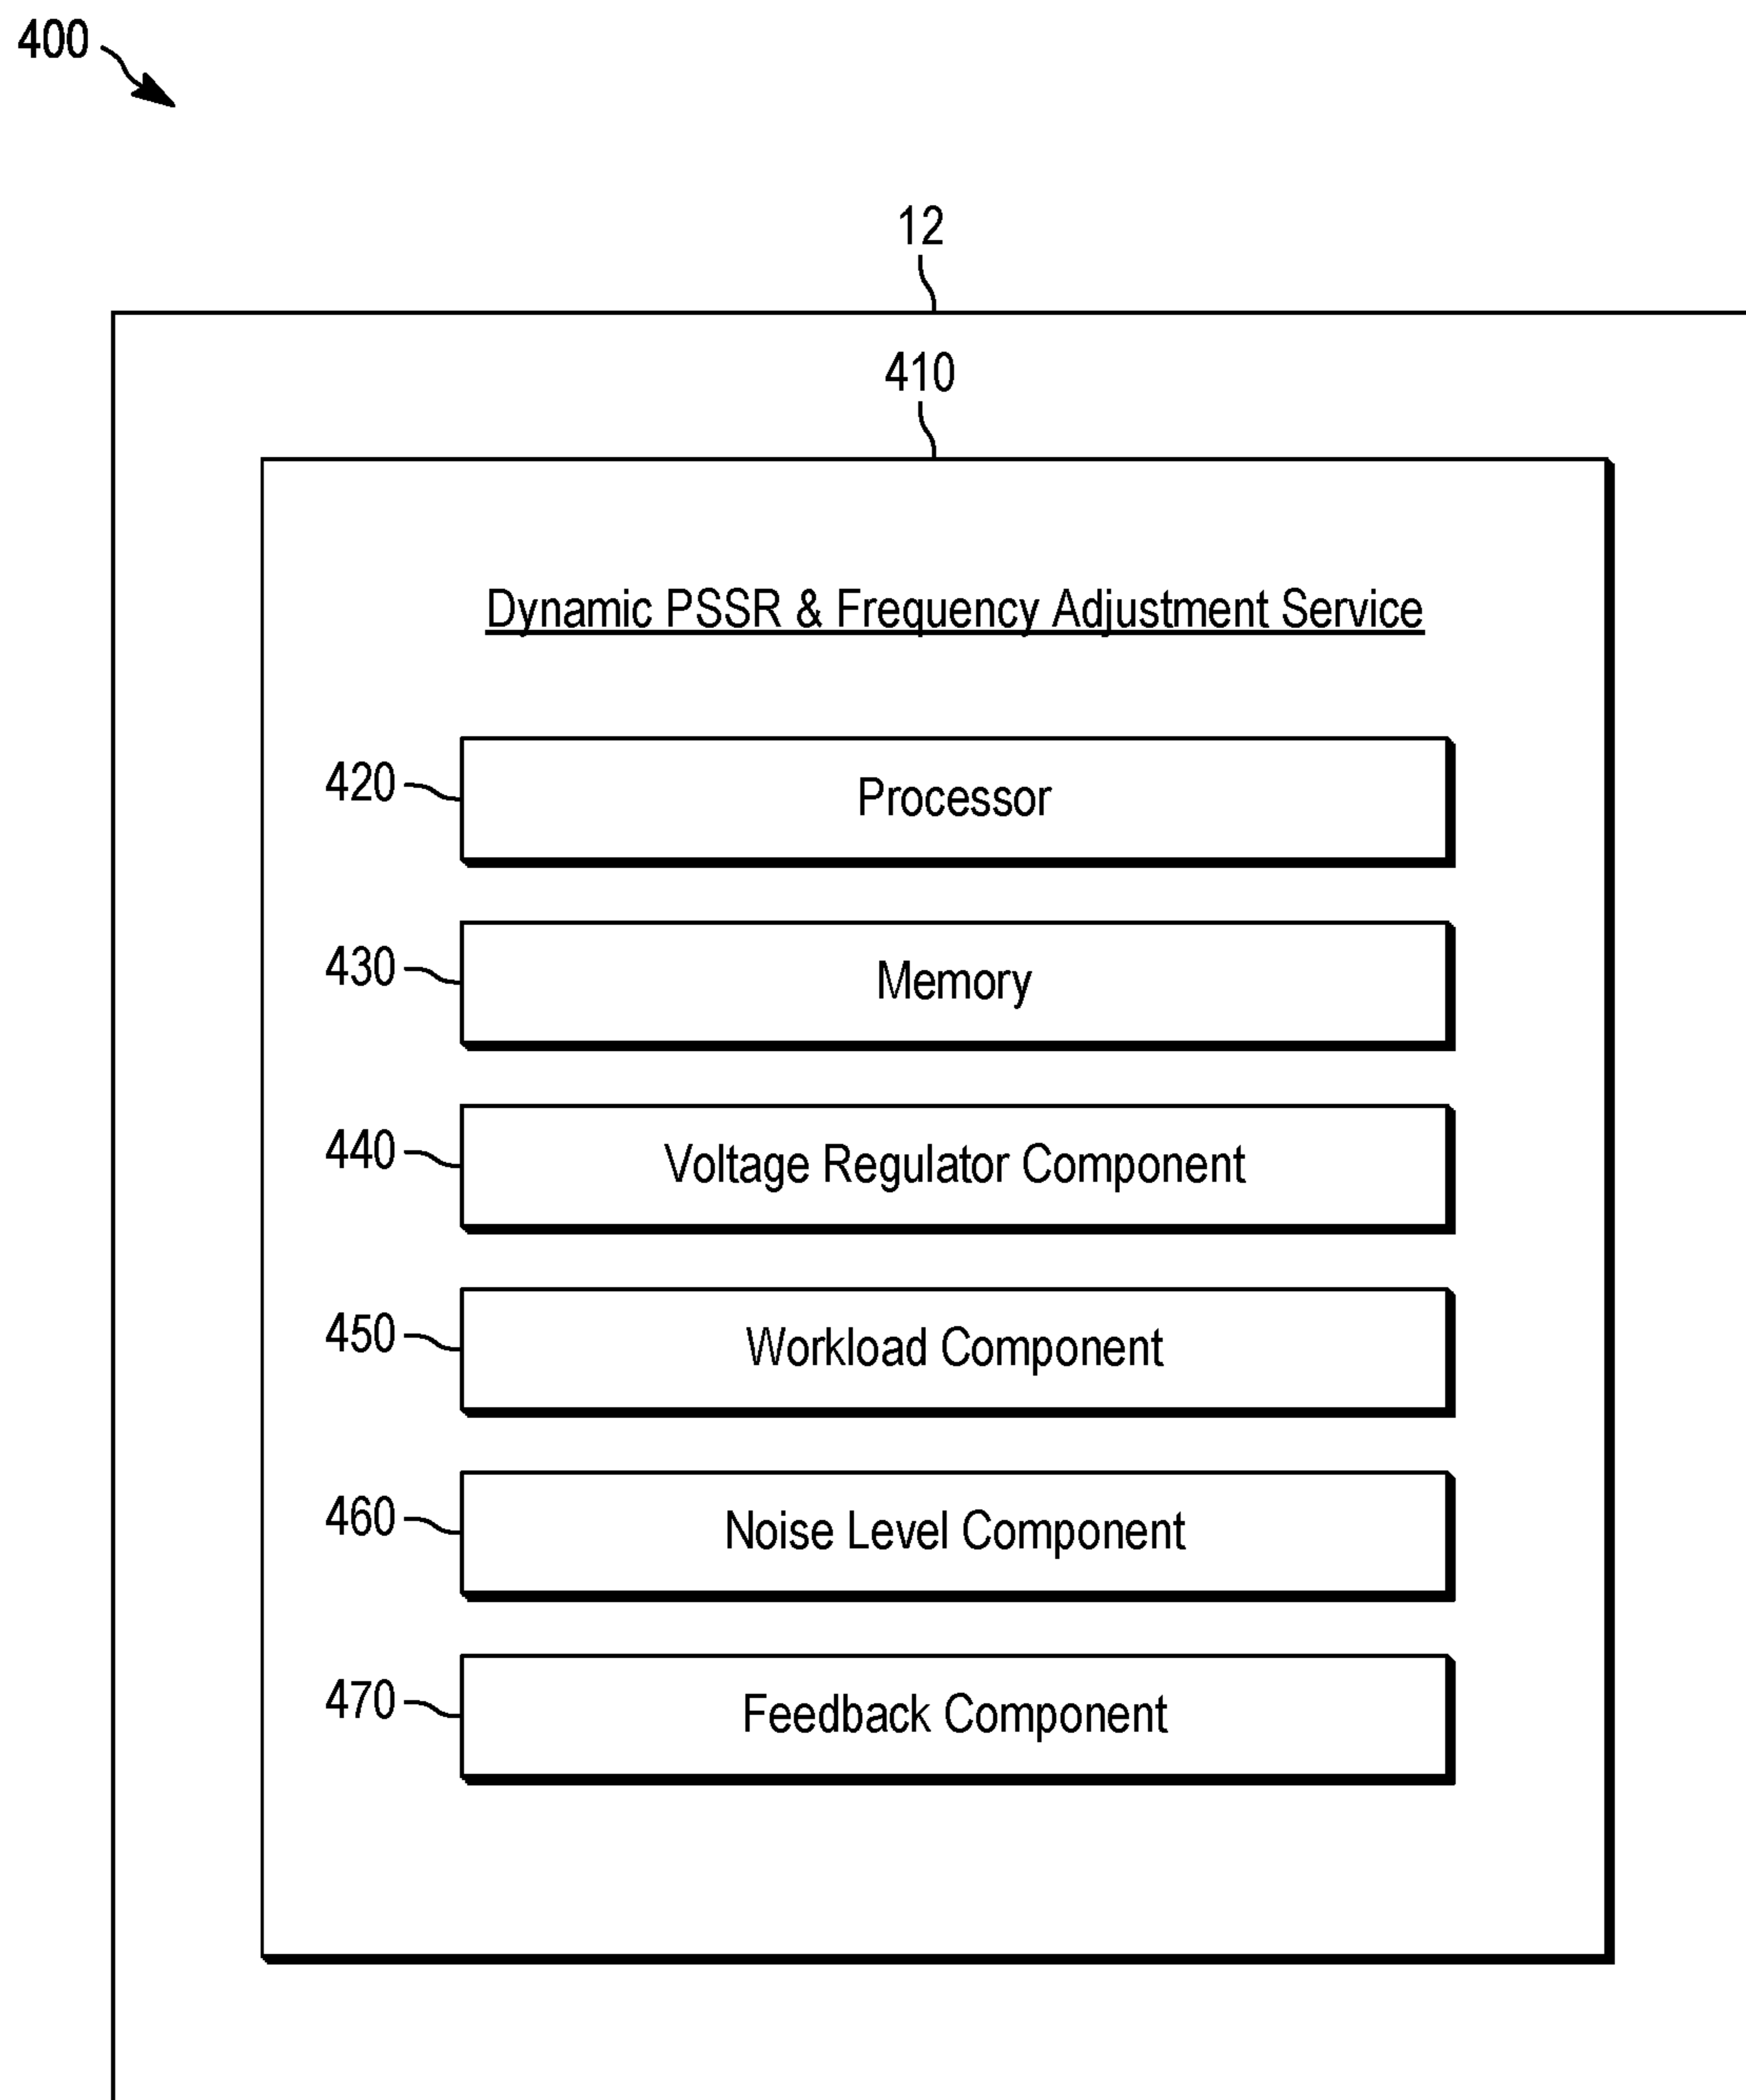 400
12
410
Dynamic PSSR & Frequency Adjustment Service
420 Processor
430 Memory
440 Voltage Regulator Component
450 Workload Component
460 Noise Level Component
470 Feedback Component